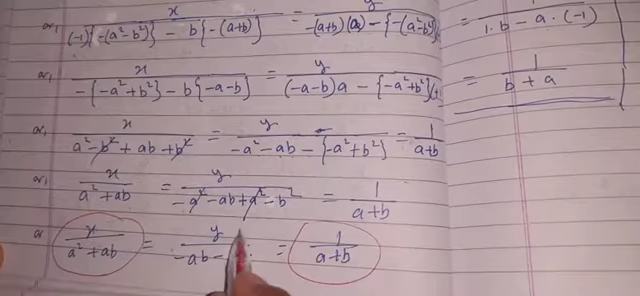 or, x/((-1){-(a²-b²)} - b{-(a+b)}) = y/(-(a+b)(a) - {-(a²-b²)}) = 1/(1.b - a.(-1))
or, x/(-{-a²+b²} - b{-a-b}) = y/((-a-b)a - {-a²+b²}) = 1/(b+a)
or, x/(a²-b²+ab+b²) = y/(-a²-ab-{-a²+b²}) = 1/(a+b)
or, x/(a²+ab) = y/(-a²-ab+a²-b²) = 1/(a+b)
or x/(a²+ab) = y/(-ab-) = 1/(a+b)